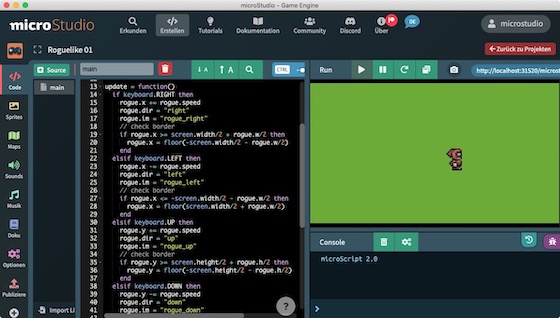 microStudio - Game Engine
microStudio
Erkunden
Erstellen
Tutorials
Dokumentation
Community
Discord
Über
microstudio
Roguelike 01
Zurück zu Projekten
Code
Sprites
Maps
Sounds
Musik
Doku
Optionen
Publiziere
Source
main
Import Li
main
CTRL
13 update = function()
14 if keyboard.RIGHT then
15 rogue.x += rogue.speed
16 rogue.dir = "right"
17 rogue.im = "rogue_right"
18 // check border
19 if rogue.x >= screen.width/2 + rogue.w/2 then
20 rogue.x = floor(-screen.width/2 - rogue.w/2)
21 end
22 elsif keyboard.LEFT then
23 rogue.x -= rogue.speed
24 rogue.dir = "left"
25 rogue.im = "rogue_left"
26 // check border
27 if rogue.x <= -screen.width/2 - rogue.w/2 then
28 rogue.x = floor(screen.width/2 + rogue.w/2)
29 end
30 elsif keyboard.UP then
31 rogue.y += rogue.speed
32 rogue.dir = "up"
33 rogue.im = "rogue_up"
34 // check border
35 if rogue.y >= screen.height/2 + rogue.h/2 then
36 rogue.y = floor(-screen.height/2 - rogue.h/2)
37 end
38 elsif keyboard.DOWN then
39 rogue.y -= rogue.speed
40 rogue.dir = "down"
41 rogue.im = "rogue_down"
?
Run
http://localhost:31520/micros
Console
microScript 2.0
>